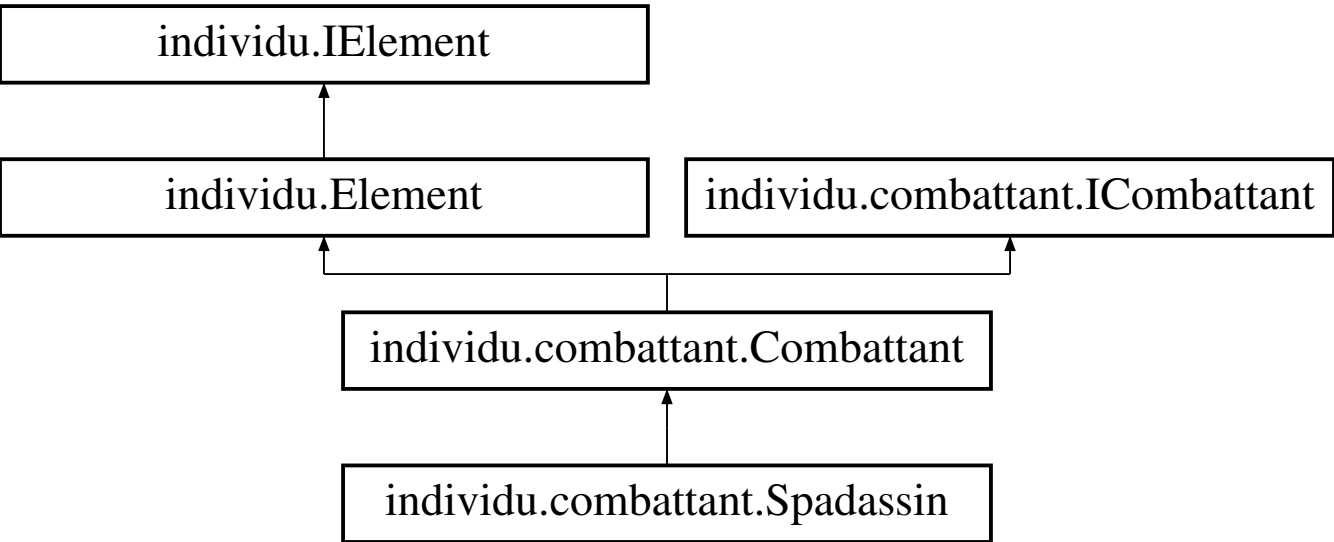 individu.IElement
individu.Element
individu.combattant.ICombattant
individu.combattant.Combattant
individu.combattant.Spadassin